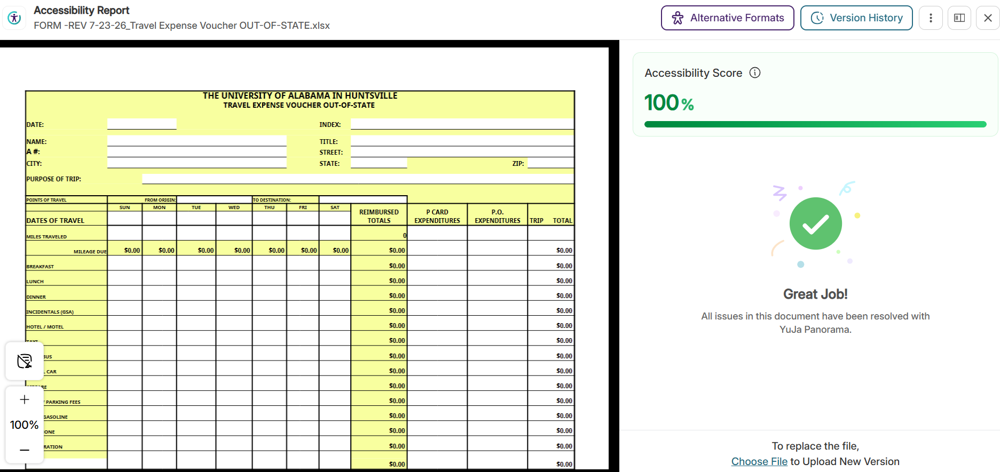 Accessibility Report
FORM -REV 7-23-26_Travel Expense Voucher OUT-OF-STATE.xlsx
Alternative Formats
Version History
THE UNIVERSITY OF ALABAMA IN HUNTSVILLE
TRAVEL EXPENSE VOUCHER OUT-OF-STATE
DATE: INDEX:
NAME: TITLE:
A #: STREET:
CITY: STATE: ZIP:
PURPOSE OF TRIP:
POINTS OF TRAVEL FROM ORIGIN: TO DESTINATION:
SUN MON TUE WED THU FRI SAT
DATES OF TRAVEL REIMBURSED TOTALS P CARD EXPENDITURES P.O. EXPENDITURES TRIP TOTAL
MILES TRAVELED 0
MILEAGE DUE $0.00 $0.00 $0.00 $0.00 $0.00 $0.00 $0.00 $0.00 $0.00
BREAKFAST $0.00 $0.00
LUNCH $0.00 $0.00
DINNER $0.00 $0.00
INCIDENTALS (GSA) $0.00 $0.00
HOTEL / MOTEL $0.00 $0.00
$0.00 $0.00
BUS $0.00 $0.00
CAR $0.00 $0.00
$0.00 $0.00
/ PARKING FEES $0.00 $0.00
GASOLINE $0.00 $0.00
ONE $0.00 $0.00
RATION $0.00 $0.00
$0.00 $0.00
100%
Accessibility Score
100%
Great Job!
All issues in this document have been resolved with
YuJa Panorama.
To replace the file,
Choose File to Upload New Version